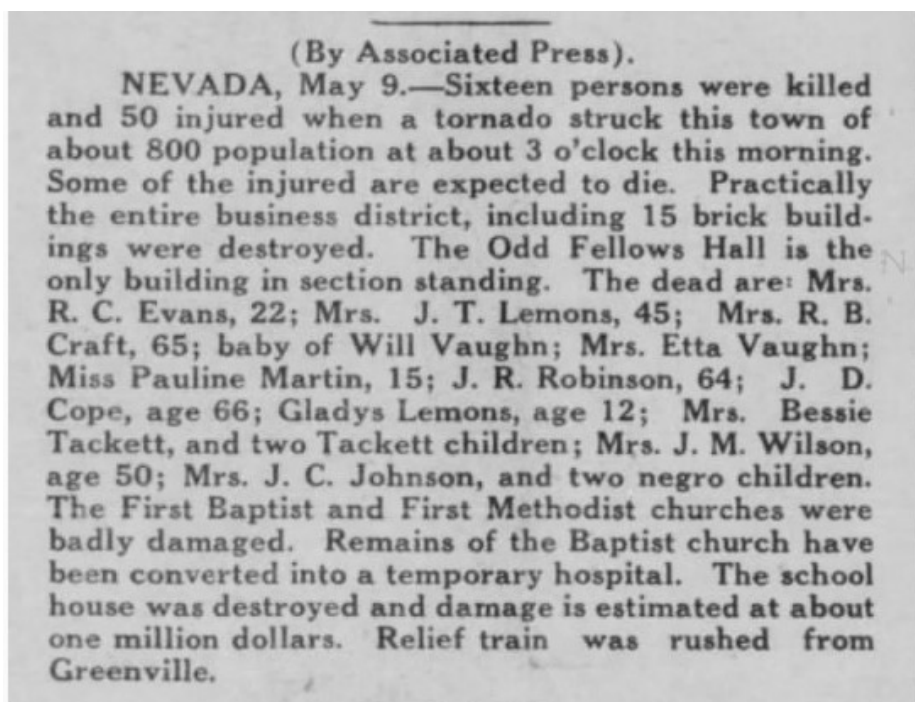 (By Associated Press).
NEVADA, May 9.—Sixteen persons were killed
and 50 injured when a tornado struck this town of
about 800 population at about 3 o'clock this morning.
Some of the injured are expected to die. Practically
the entire business district, including 15 brick build-
ings were destroyed. The Odd Fellows Hall is the
only building in section standing. The dead are: Mrs.
R. C. Evans, 22; Mrs. J. T. Lemons, 45; Mrs. R. B.
Craft, 65; baby of Will Vaughn; Mrs. Etta Vaughn;
Miss Pauline Martin, 15; J. R. Robinson, 64; J. D.
Cope, age 66; Gladys Lemons, age 12; Mrs. Bessie
Tackett, and two Tackett children; Mrs. J. M. Wilson,
age 50; Mrs. J. C. Johnson, and two negro children.
The First Baptist and First Methodist churches were
badly damaged. Remains of the Baptist church have
been converted into a temporary hospital. The school
house was destroyed and damage is estimated at about
one million dollars. Relief train was rushed from
Greenville.